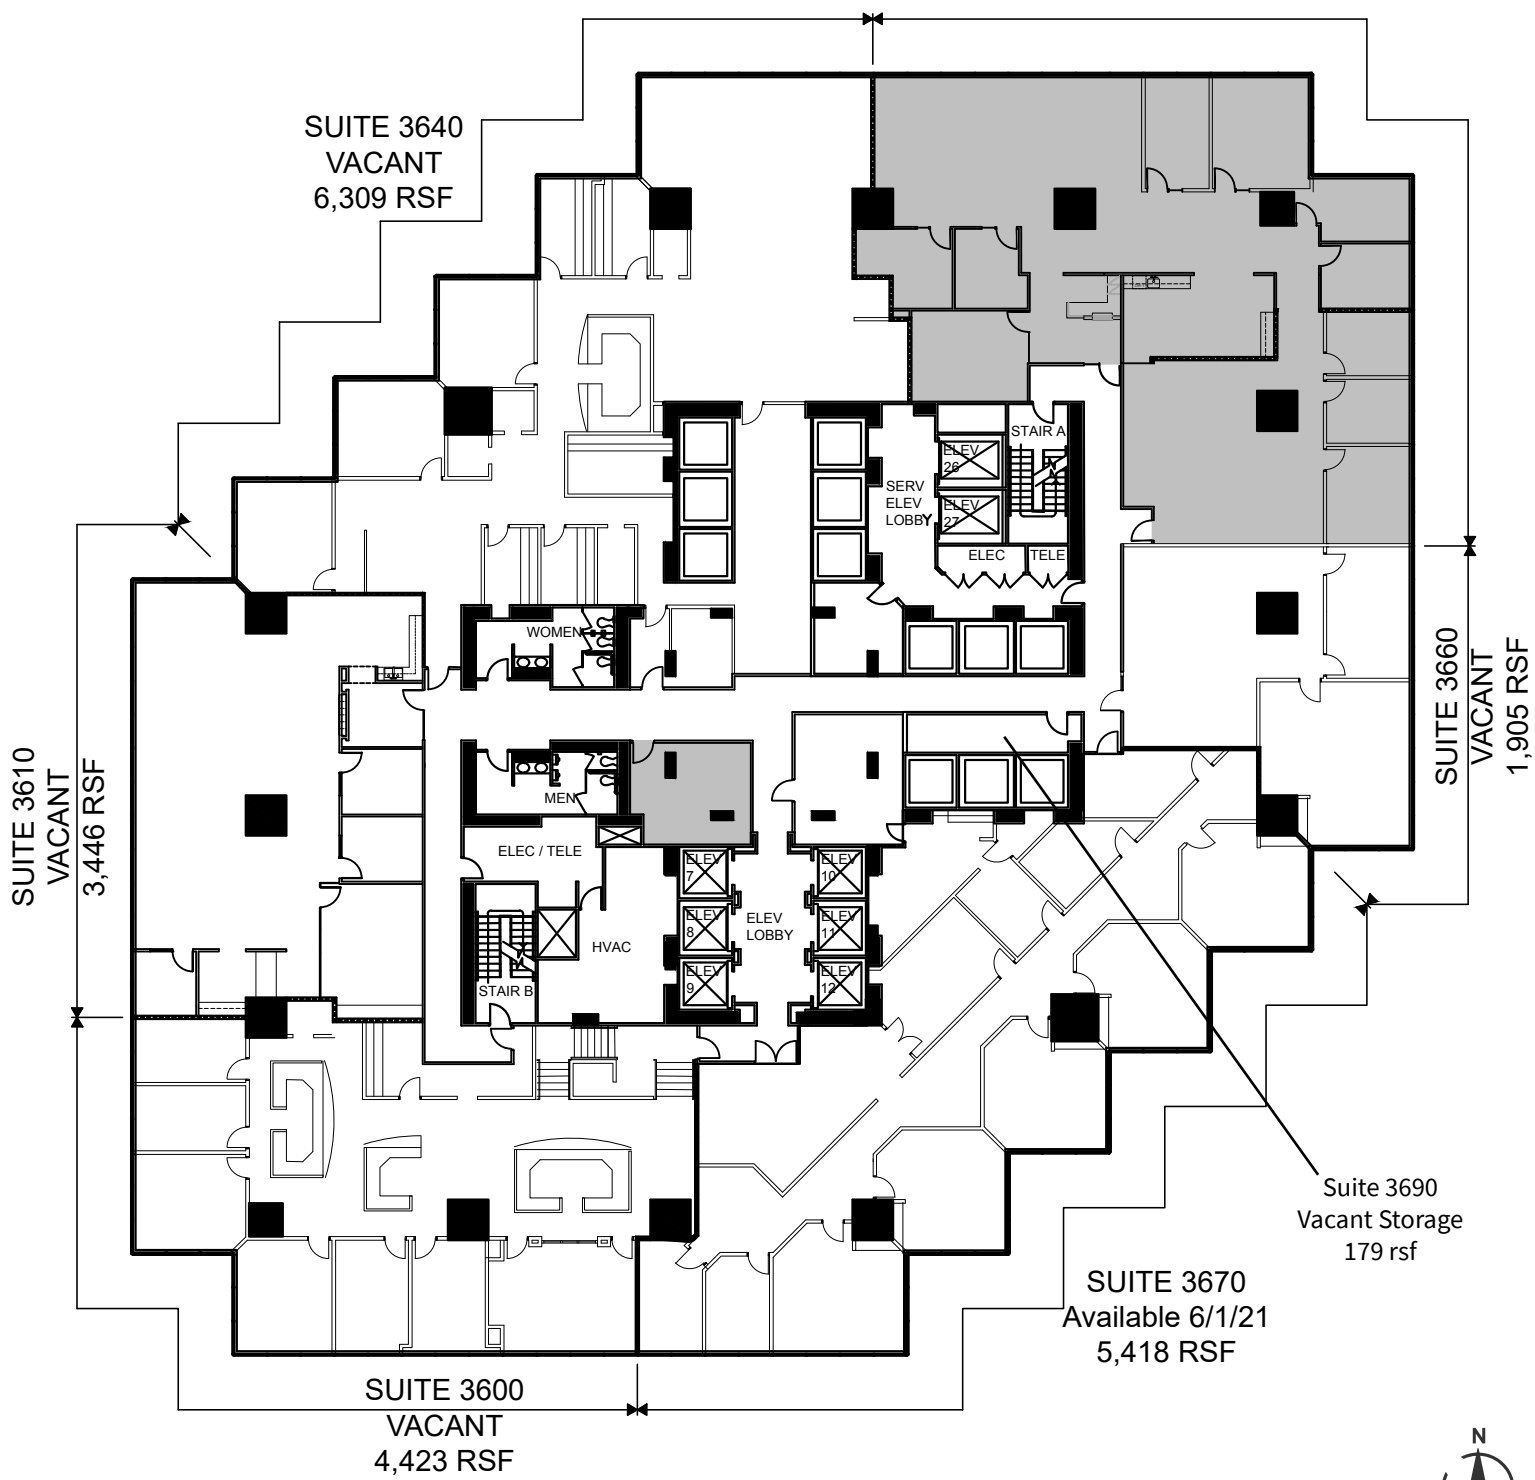 SUITE 3640
VACANT
6,309 RSF
STAIR A
ELEV
26
SERV
ELEV
LOBBY
ELEV
27
ELEC
TELE
WOMEN
SUITE 3660
VACANT
1,905 RSF
SUITE 3610
VACANT
3,446 RSF
MEN
ELEC / TELE
ELEV
7
ELEV
10
ELEV
8
ELEV
LOBBY
ELEV
11
HVAC
ELEV
9
ELEV
12
STAIR B
Suite 3690
Vacant Storage
179 rsf
SUITE 3670
Available 6/1/21
5,418 RSF
SUITE 3600
VACANT
4,423 RSF
N